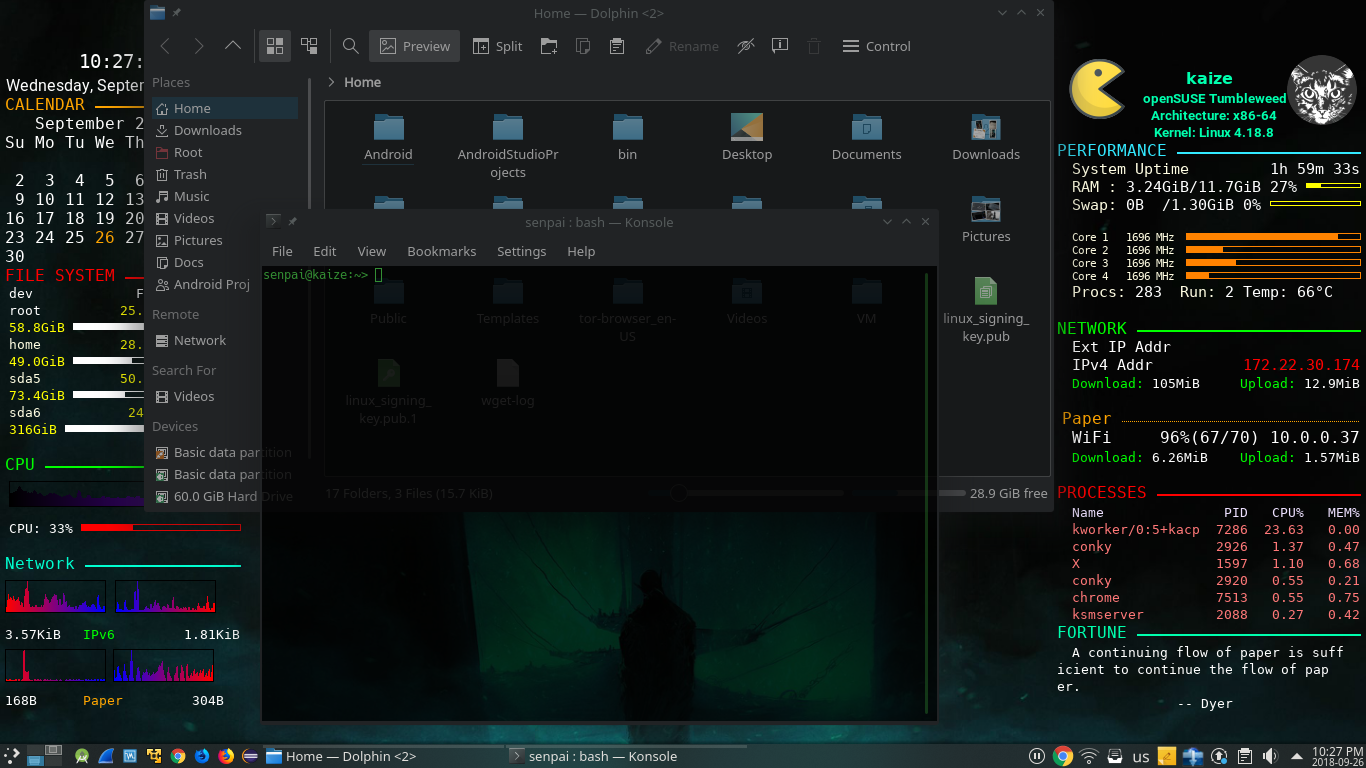 10:27:
Wednesday, Septer
CALENDAR
September 2
Su Mo Tu We Th
2 3 4 5 6
9 10 11 12 13
16 17 18 19 20
23 24 25 26 27
30
FILE SYSTEM
dev F
root 25.
58.8GiB
home 28.
49.0GiB
sda5 50.
73.4GiB
sda6 24
316GiB
CPU
CPU: 33%
Network
3.57KiB IPv6 1.81KiB
168B Paper 304B
Home — Dolphin <2>
Preview Split Rename Control
Places
Home
Downloads
Root
Trash
Music
Videos
Pictures
Docs
Android Proj
Remote
Network
Search For
Videos
Devices
Basic data partition
Basic data partition
60.0 GiB Hard Drive
Home
Android AndroidStudioPr bin Desktop Documents Downloads
ojects
Pictures
Public Templates tor-browser_en- Videos VM linux_signing_
US key.pub
linux_signing_ wget-log
key.pub.1
17 Folders, 3 Files (15.7 KiB) 28.9 GiB free
senpai : bash — Konsole
File Edit View Bookmarks Settings Help
senpai@kaize:~>
kaize
openSUSE Tumbleweed
Architecture: x86-64
Kernel: Linux 4.18.8
PERFORMANCE
System Uptime 1h 59m 33s
RAM : 3.24GiB/11.7GiB 27%
Swap: 0B /1.30GiB 0%
Core 1 1696 MHz
Core 2 1696 MHz
Core 3 1696 MHz
Core 4 1696 MHz
Procs: 283 Run: 2 Temp: 66°C
NETWORK
Ext IP Addr
IPv4 Addr 172.22.30.174
Download: 105MiB Upload: 12.9MiB
Paper
WiFi 96%(67/70) 10.0.0.37
Download: 6.26MiB Upload: 1.57MiB
PROCESSES
Name PID CPU% MEM%
kworker/0:5+kacp 7286 23.63 0.00
conky 2926 1.37 0.47
X 1597 1.10 0.68
conky 2920 0.55 0.21
chrome 7513 0.55 0.75
ksmserver 2088 0.27 0.42
FORTUNE
A continuing flow of paper is suff
icient to continue the flow of pap
er.
-- Dyer
Home — Dolphin <2> senpai : bash — Konsole us 10:27 PM
2018-09-26